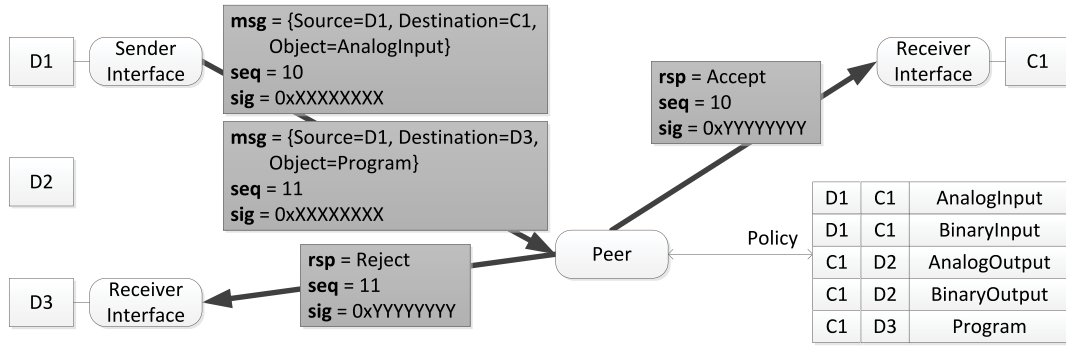 D1
Sender
Interface
msg = {Source=D1, Destination=C1,
Object=AnalogInput}
seq = 10
sig = 0xXXXXXXXX
rsp = Accept
seq = 10
sig = 0xYYYYYYYY
Receiver
Interface
C1
D2
msg = {Source=D1, Destination=D3,
Object=Program}
seq = 11
sig = 0xXXXXXXXX
Peer
Policy
D1 C1 AnalogInput
D1 C1 BinaryInput
C1 D2 AnalogOutput
C1 D2 BinaryOutput
C1 D3 Program
D3
Receiver
Interface
rsp = Reject
seq = 11
sig = 0xYYYYYYYY